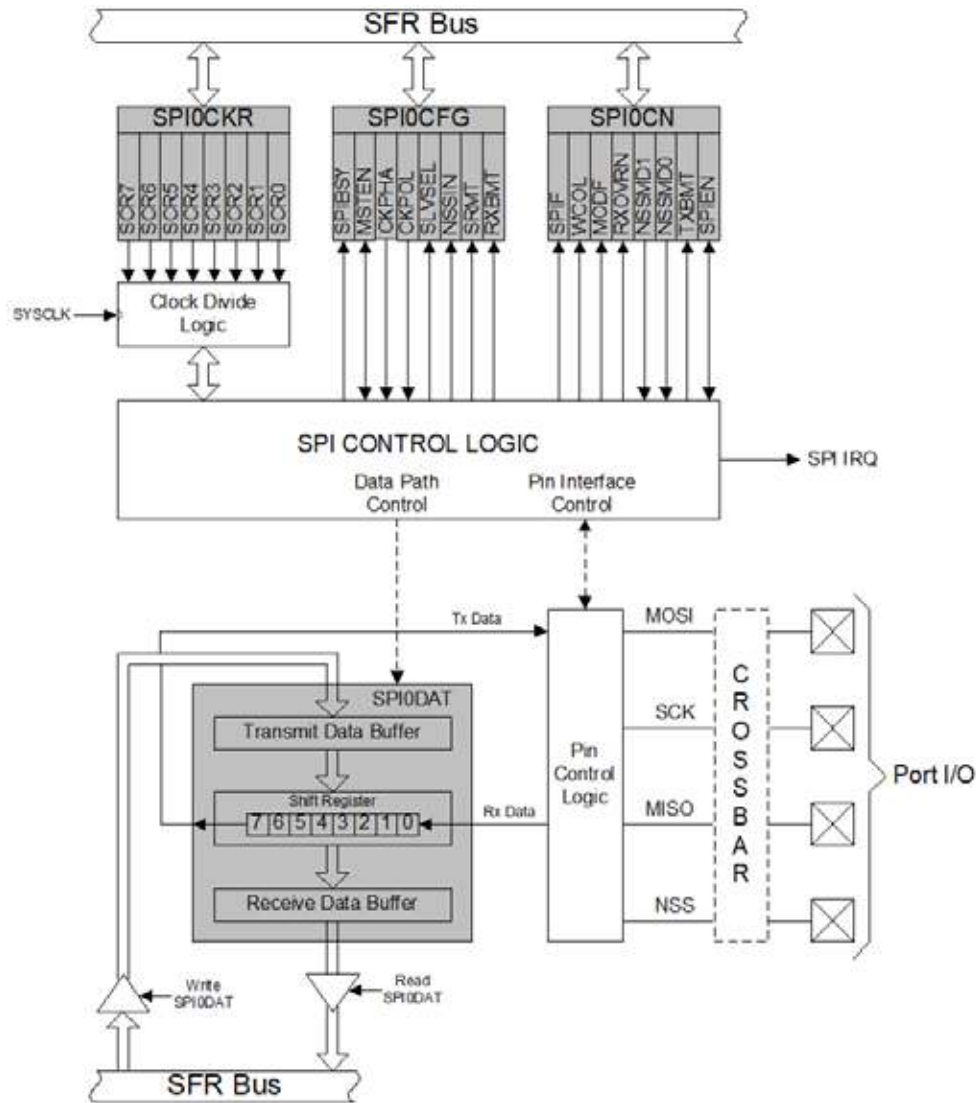 SFR Bus
SPI0CKR
SCR7
SCR6
SCR5
SCR4
SCR3
SCR2
SCR1
SCR0
SPI0CFG
SPIBSY
MSTEN
CKPHA
CKPOL
SLVSEL
NSSIN
SRMT
RXBMT
SPI0CN
SPIF
WCOL
MODF
RXOVRN
NSSMD1
NSSMD0
TXBMT
SPIEN
SYSCLK
Clock Divide
Logic
SPI CONTROL LOGIC
SPI IRQ
Data Path
Control
Pin Interface
Control
Tx Data
SPI0DAT
Transmit Data Buffer
Shift Register
7 6 5 4 3 2 1 0
Rx Data
Receive Data Buffer
Pin
Control
Logic
MOSI
SCK
MISO
NSS
CROSSBAR
Port I/O
Write
SPI0DAT
Read
SPI0DAT
SFR Bus